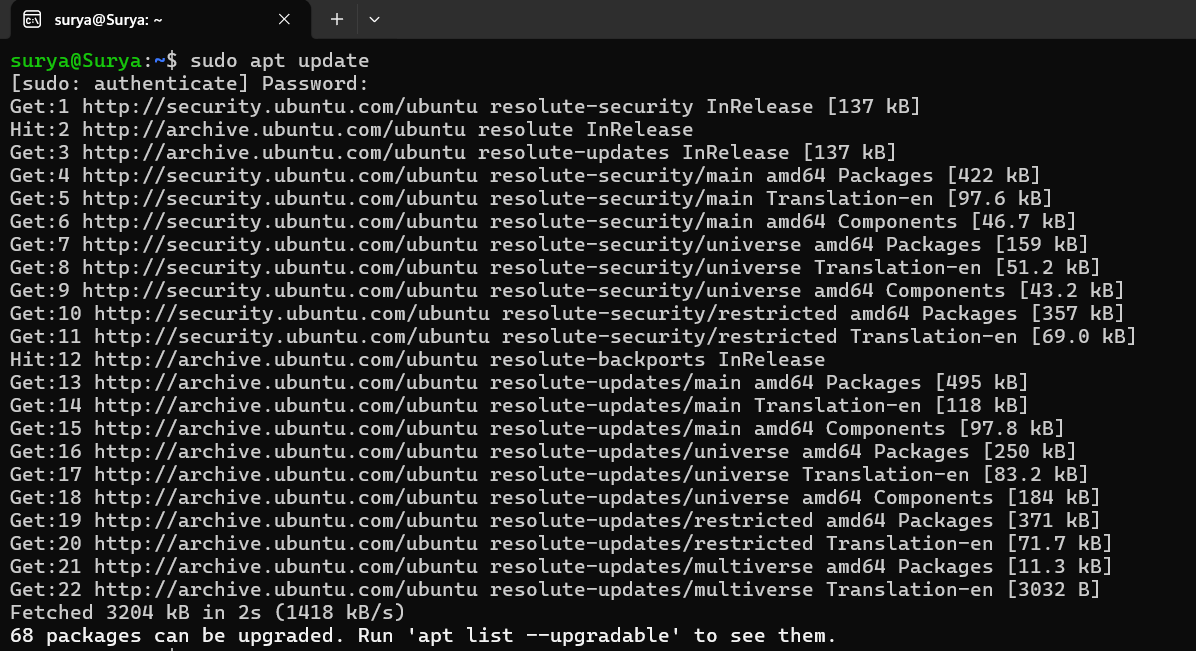 surya@Surya: ~
surya@Surya:~$ sudo apt update
[sudo: authenticate] Password:
Get:1 http://security.ubuntu.com/ubuntu resolute-security InRelease [137 kB]
Hit:2 http://archive.ubuntu.com/ubuntu resolute InRelease
Get:3 http://archive.ubuntu.com/ubuntu resolute-updates InRelease [137 kB]
Get:4 http://security.ubuntu.com/ubuntu resolute-security/main amd64 Packages [422 kB]
Get:5 http://security.ubuntu.com/ubuntu resolute-security/main Translation-en [97.6 kB]
Get:6 http://security.ubuntu.com/ubuntu resolute-security/main amd64 Components [46.7 kB]
Get:7 http://security.ubuntu.com/ubuntu resolute-security/universe amd64 Packages [159 kB]
Get:8 http://security.ubuntu.com/ubuntu resolute-security/universe Translation-en [51.2 kB]
Get:9 http://security.ubuntu.com/ubuntu resolute-security/universe amd64 Components [43.2 kB]
Get:10 http://security.ubuntu.com/ubuntu resolute-security/restricted amd64 Packages [357 kB]
Get:11 http://security.ubuntu.com/ubuntu resolute-security/restricted Translation-en [69.0 kB]
Hit:12 http://archive.ubuntu.com/ubuntu resolute-backports InRelease
Get:13 http://archive.ubuntu.com/ubuntu resolute-updates/main amd64 Packages [495 kB]
Get:14 http://archive.ubuntu.com/ubuntu resolute-updates/main Translation-en [118 kB]
Get:15 http://archive.ubuntu.com/ubuntu resolute-updates/main amd64 Components [97.8 kB]
Get:16 http://archive.ubuntu.com/ubuntu resolute-updates/universe amd64 Packages [250 kB]
Get:17 http://archive.ubuntu.com/ubuntu resolute-updates/universe Translation-en [83.2 kB]
Get:18 http://archive.ubuntu.com/ubuntu resolute-updates/universe amd64 Components [184 kB]
Get:19 http://archive.ubuntu.com/ubuntu resolute-updates/restricted amd64 Packages [371 kB]
Get:20 http://archive.ubuntu.com/ubuntu resolute-updates/restricted Translation-en [71.7 kB]
Get:21 http://archive.ubuntu.com/ubuntu resolute-updates/multiverse amd64 Packages [11.3 kB]
Get:22 http://archive.ubuntu.com/ubuntu resolute-updates/multiverse Translation-en [3032 B]
Fetched 3204 kB in 2s (1418 kB/s)
68 packages can be upgraded. Run 'apt list --upgradable' to see them.